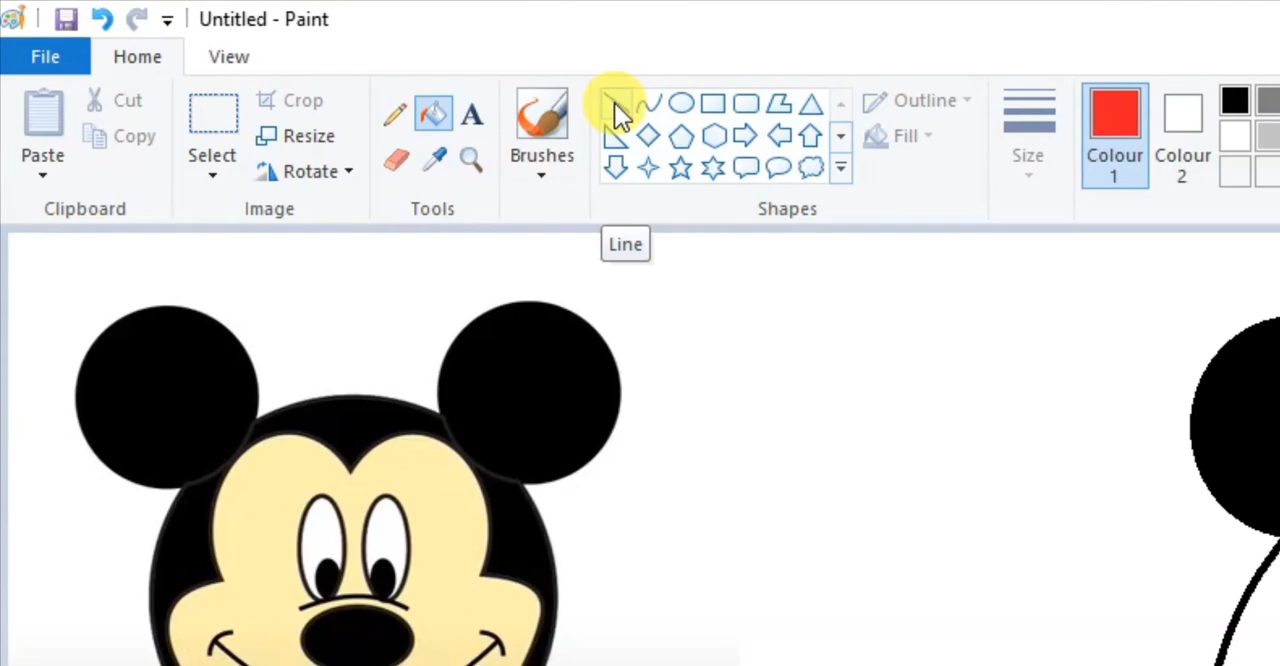 Untitled - Paint
File Home View
Paste
Cut
Copy
Clipboard
Select
Crop
Resize
Rotate
Image
A
Tools
Brushes
Outline
Fill
Shapes
Size
Colour
1
Colour
2
Line